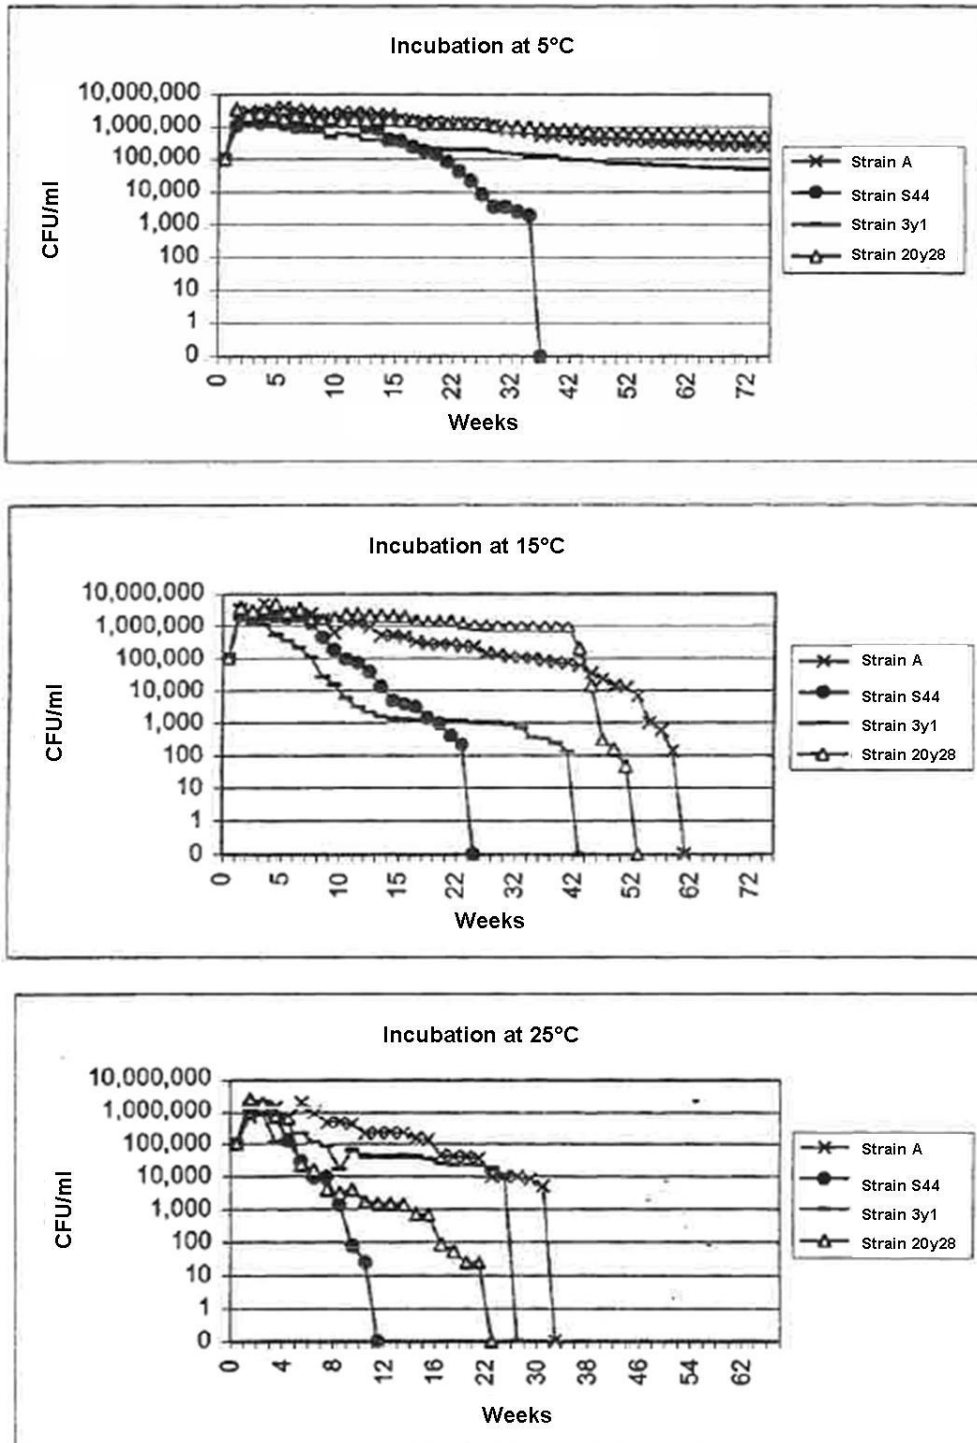 Incubation at 5°C
10,000,000
1,000,000
100,000
10,000
1,000
100
10
1
0
CFU/ml
0 5 10 15 22 32 42 52 62 72
Weeks
Strain A
Strain S44
Strain 3y1
Strain 20y28
Incubation at 15°C
10,000,000
1,000,000
100,000
10,000
1,000
100
10
1
0
CFU/ml
0 5 10 15 22 32 42 52 62 72
Weeks
Strain A
Strain S44
Strain 3y1
Strain 20y28
Incubation at 25°C
10,000,000
1,000,000
100,000
10,000
1,000
100
10
1
0
CFU/ml
0 4 8 12 16 22 30 38 46 54 62
Weeks
Strain A
Strain S44
Strain 3y1
Strain 20y28